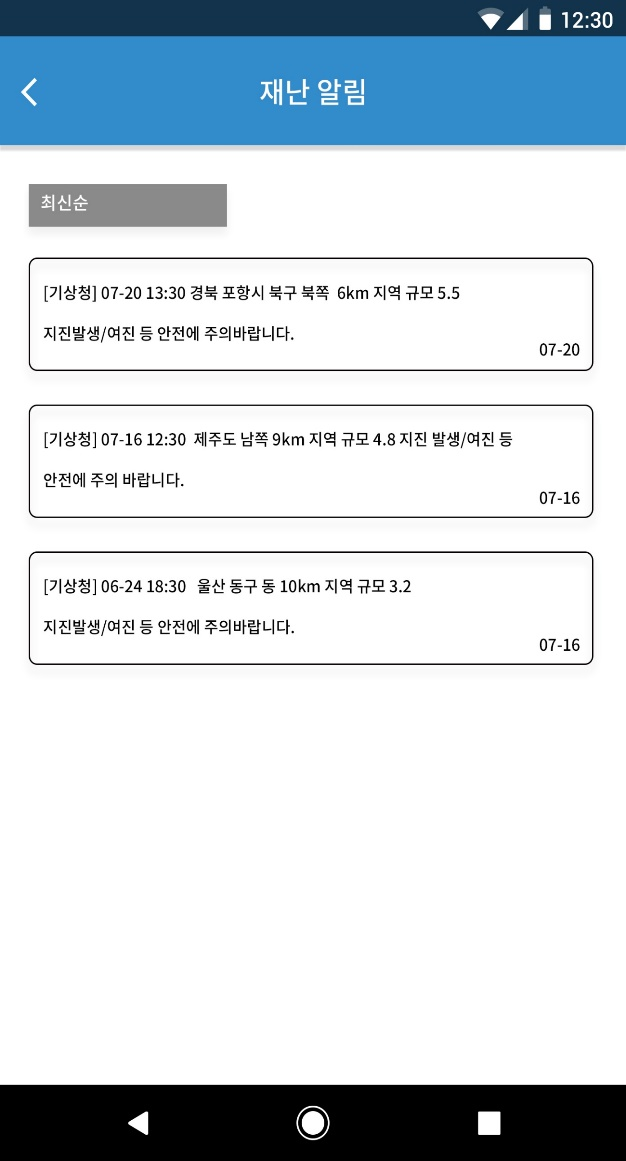 12:30
재난 알림
최신순
[기상청] 07-20 13:30 경북 포항시 북구 북쪽 6km 지역 규모 5.5
지진발생/여진 등 안전에 주의바랍니다.
07-20
[기상청] 07-16 12:30 제주도 남쪽 9km 지역 규모 4.8 지진 발생/여진 등
안전에 주의 바랍니다.
07-16
[기상청] 06-24 18:30 울산 동구 동 10km 지역 규모 3.2
지진발생/여진 등 안전에 주의바랍니다.
07-16